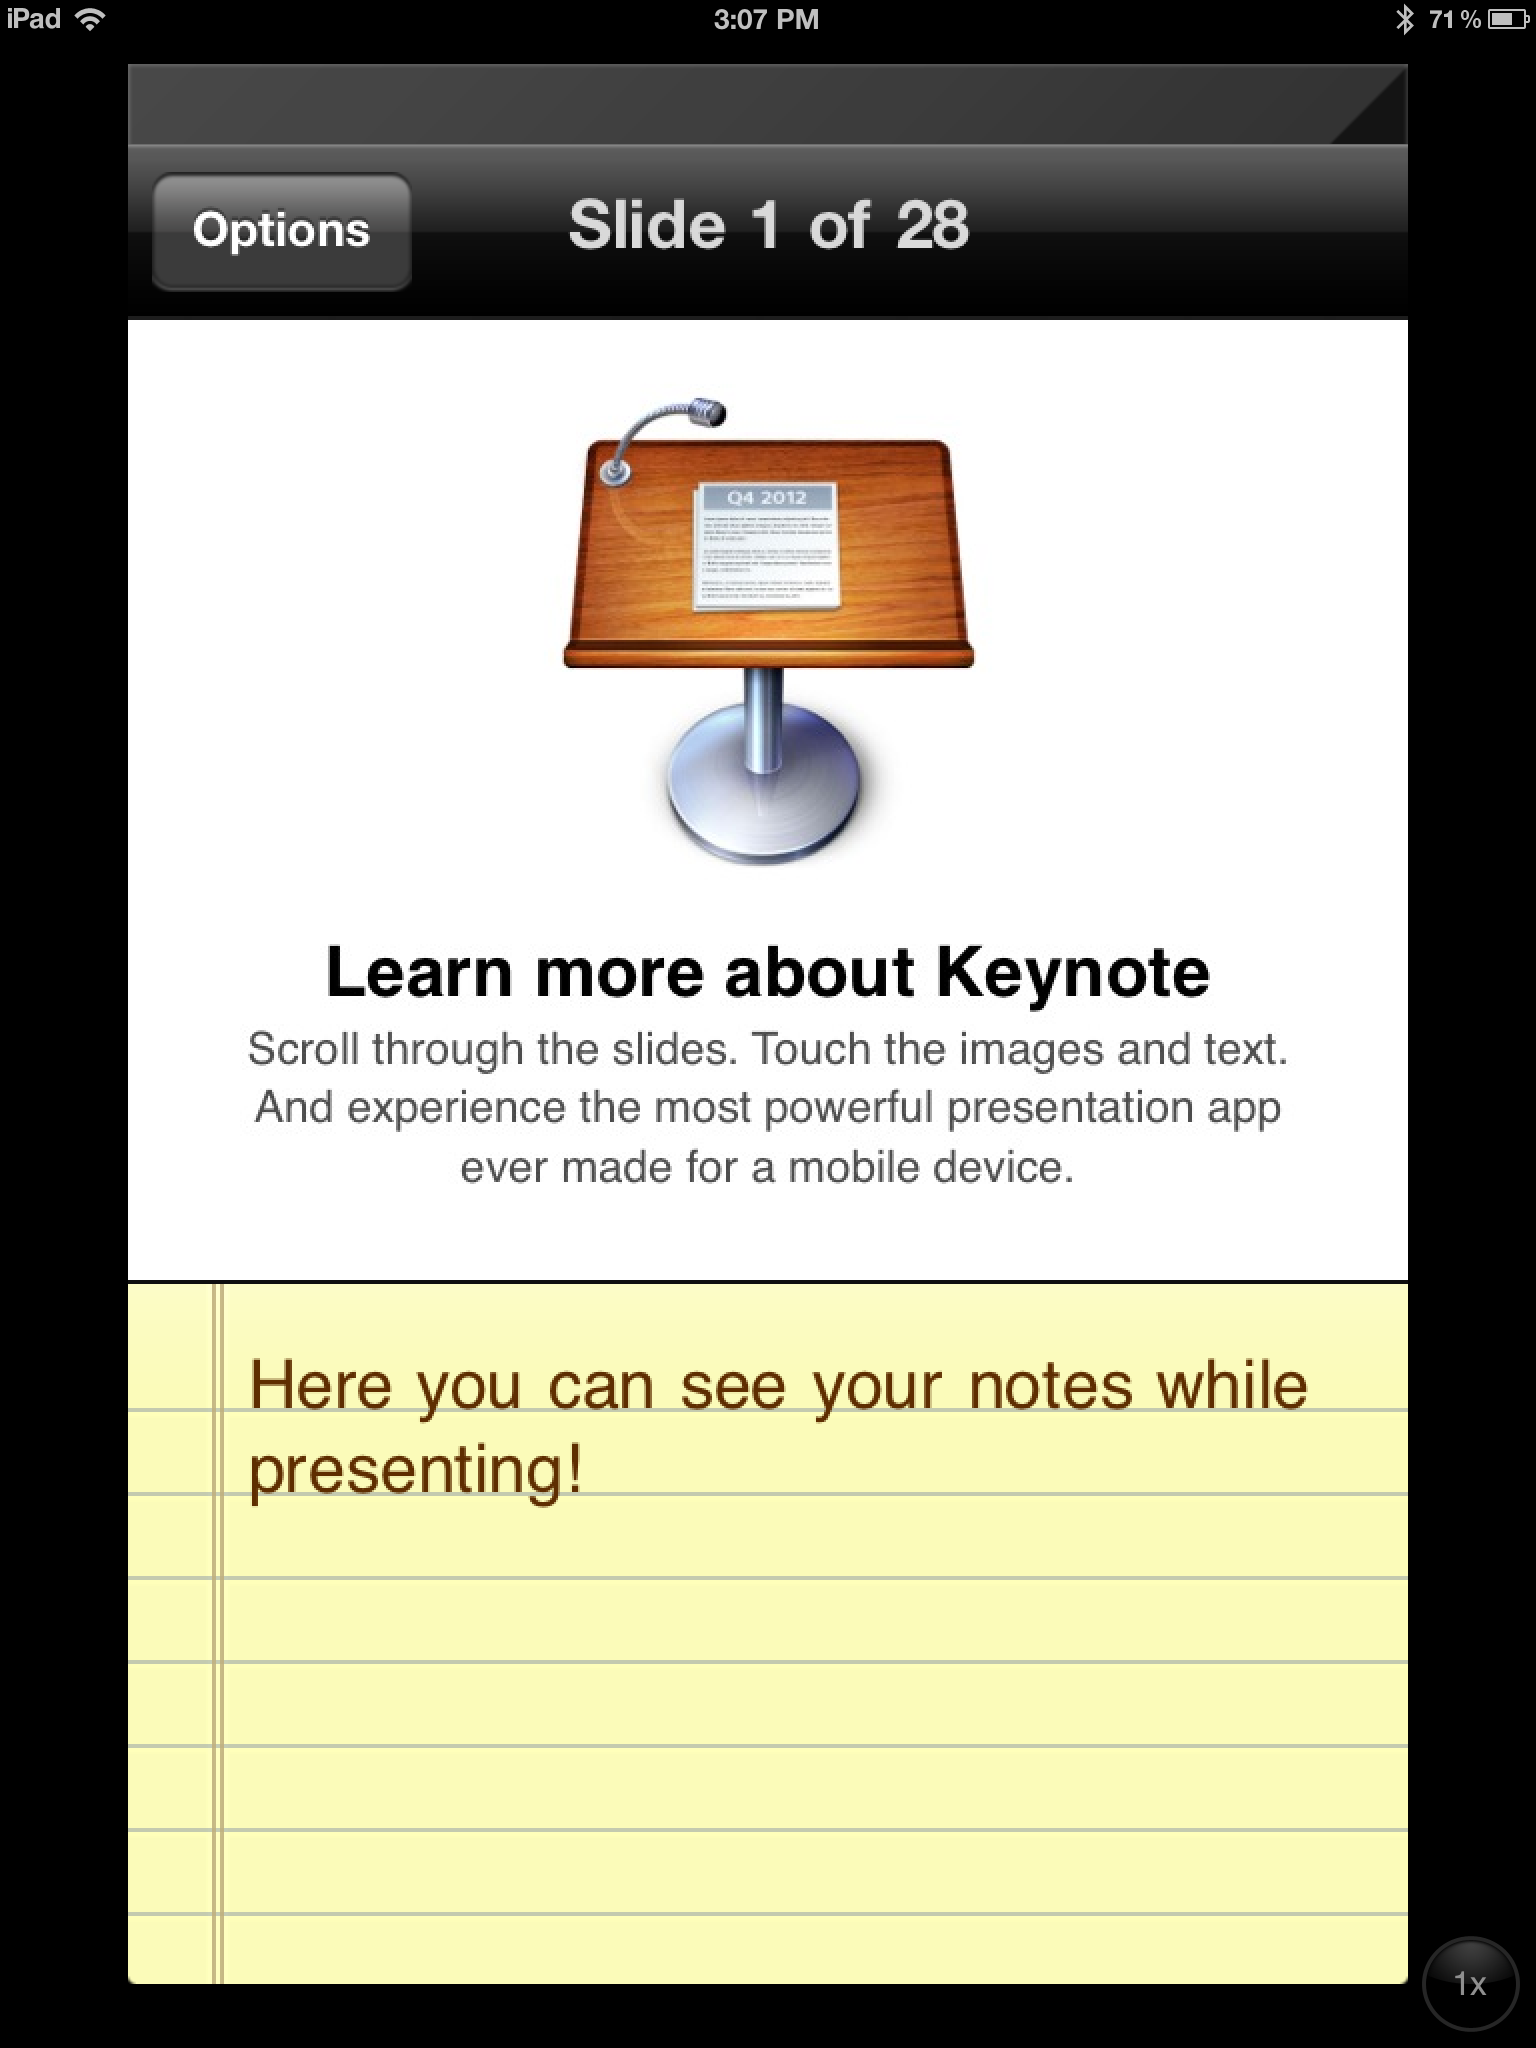 iPad 3:07 PM 71%
Options Slide 1 of 28
Q4 2012
Learn more about Keynote
Scroll through the slides. Touch the images and text.
And experience the most powerful presentation app
ever made for a mobile device.
Here you can see your notes while
presenting!
1x